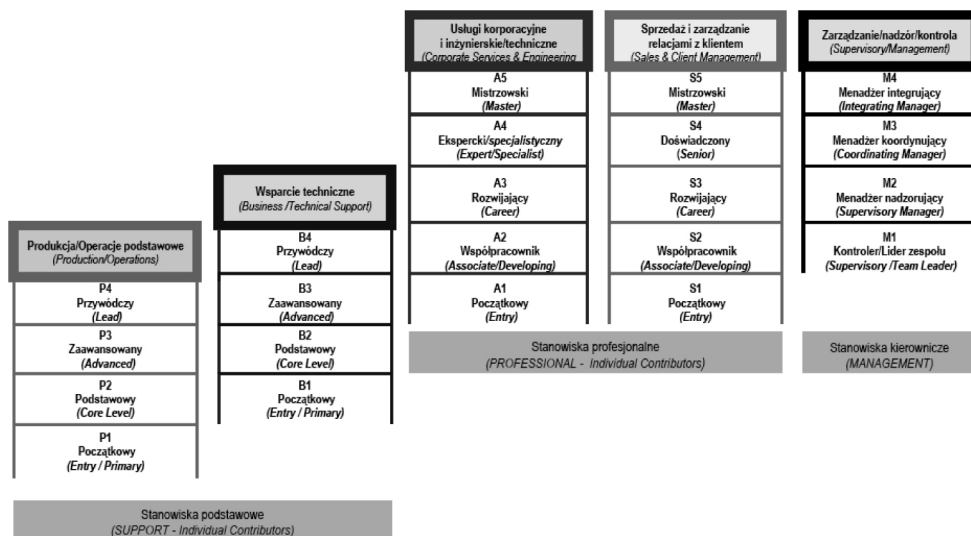 Produkcja/Operacje podstawowe
(Production/Operations)
P4
Przywódczy
(Lead)
P3
Zaawansowany
(Advanced)
P2
Podstawowy
(Core Level)
P1
Początkowy
(Entry / Primary)
Wsparcie techniczne
(Business /Technical Support)
B4
Przywódczy
(Lead)
B3
Zaawansowany
(Advanced)
B2
Podstawowy
(Core Level)
B1
Początkowy
(Entry / Primary)
Stanowiska podstawowe
(SUPPORT - Individual Contributors)
Usługi korporacyjne
i inżynierskie/techniczne
(Corporate Services & Engineering
A5
Mistrzowski
(Master)
A4
Ekspercki/specjalistyczny
(Expert/Specialist)
A3
Rozwijający
(Career)
A2
Współpracownik
(Associate/Developing)
A1
Początkowy
(Entry)
Sprzedaż i zarządzanie
relacjami z klientem
(Sales & Client Management)
S5
Mistrzowski
(Master)
S4
Doświadczony
(Senior)
S3
Rozwijający
(Career)
S2
Współpracownik
(Associate/Developing)
S1
Początkowy
(Entry)
Stanowiska profesjonalne
(PROFESSIONAL - Individual Contributors)
Zarządzanie/nadzór/kontrola
(Supervisory/Management)
M4
Menadżer integrujący
(Integrating Manager)
M3
Menadżer koordynujący
(Coordinating Manager)
M2
Menadżer nadzorujący
(Supervisory Manager)
M1
Kontroler/Lider zespołu
(Supervisory /Team Leader)
Stanowiska kierownicze
(MANAGEMENT)